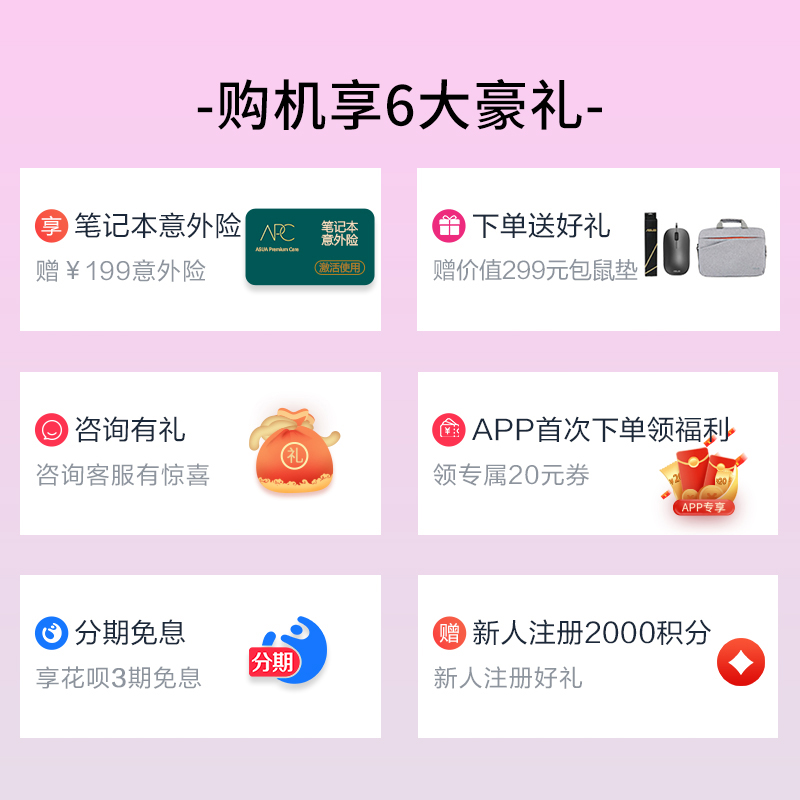 -购机享6大豪礼-
享 笔记本意外险
赠￥199意外险
APC
ASUA Premium Care
笔记本
意外险
激活使用
下单送好礼
赠价值299元包鼠垫
咨询有礼
咨询客服有惊喜
礼
APP首次下单领福利
领专属20元券
APP专享
分期免息
享花呗3期免息
分期
赠 新人注册2000积分
新人注册好礼